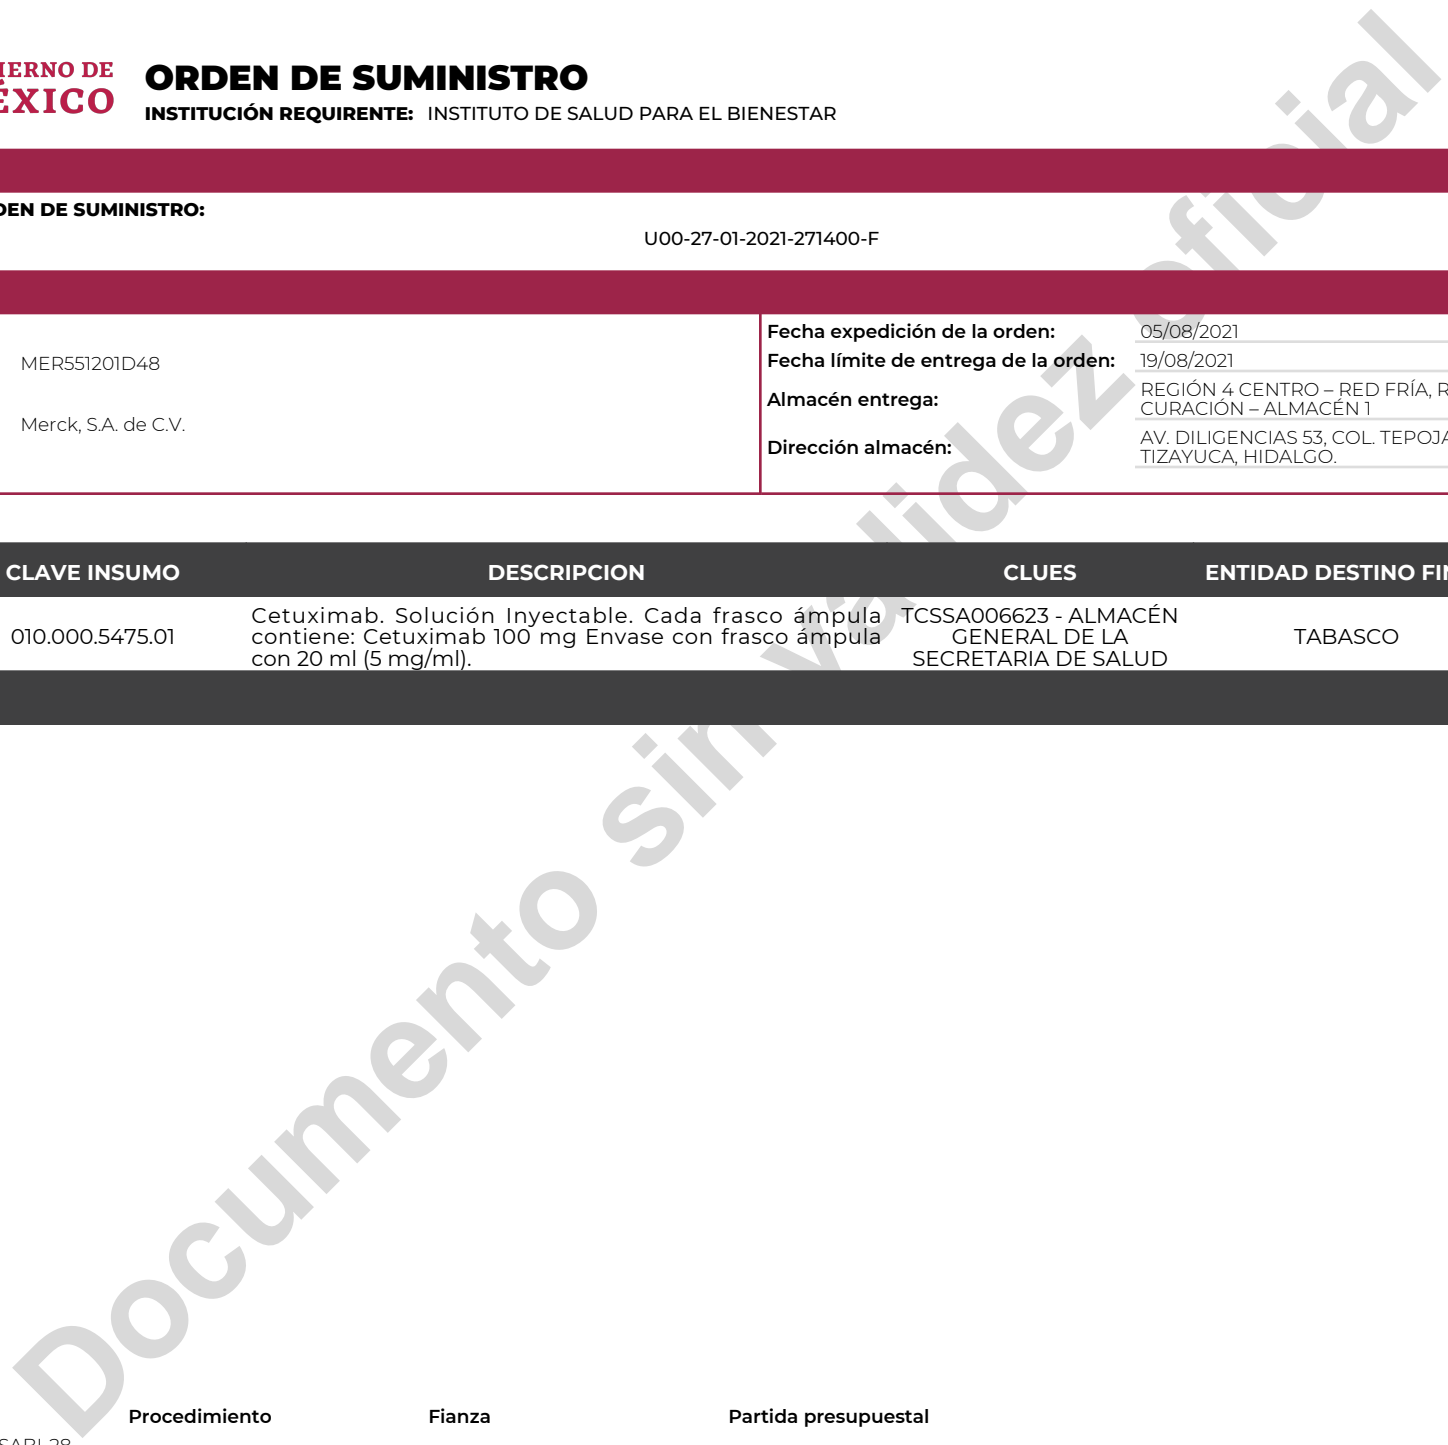 IERNO DE
ÉXICO
ORDEN DE SUMINISTRO
INSTITUCIÓN REQUIRENTE: INSTITUTO DE SALUD PARA EL BIENESTAR
DEN DE SUMINISTRO:
U00-27-01-2021-271400-F
MER551201D48
Merck, S.A. de C.V.
Fecha expedición de la orden: 05/08/2021
Fecha límite de entrega de la orden: 19/08/2021
Almacén entrega: REGIÓN 4 CENTRO – RED FRÍA, R
CURACIÓN – ALMACÉN 1
Dirección almacén: AV. DILIGENCIAS 53, COL. TEPOJA
TIZAYUCA, HIDALGO.
CLAVE INSUMO DESCRIPCION CLUES ENTIDAD DESTINO FIN
010.000.5475.01
Cetuximab. Solución Inyectable. Cada frasco ámpula
contiene: Cetuximab 100 mg Envase con frasco ámpula
con 20 ml (5 mg/ml).
TCSSA006623 - ALMACÉN
GENERAL DE LA
SECRETARIA DE SALUD
TABASCO
Documento sin validez oficial
Procedimiento Fianza Partida presupuestal
SABI-28